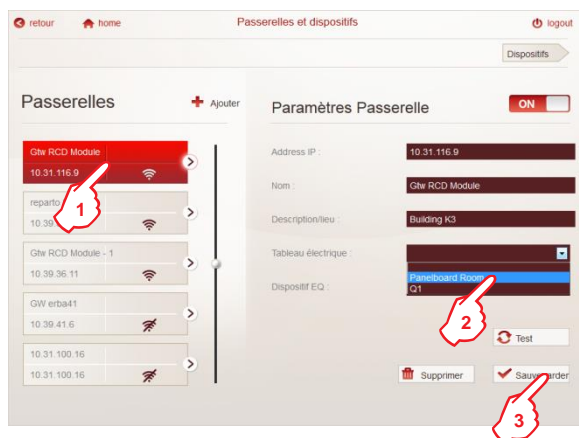 retour
home
Passerelles et dispositifs
logout
Dispositifs
Passerelles
Ajouter
Paramètres Passerelle
ON
Gtw RCD Module
10.31.116.9
1
reparto
10.39
Gtw RCD Module - 1
10.39.36.11
GW erba41
10.39.41.6
10.31.100.16
10.31.100.16
Address IP :
10.31.116.9
Nom :
Gtw RCD Module
Description/lieu :
Building K3
Tableau électrique :
Panelboard Room
Dispositif EQ :
Q1
2
Test
Supprimer
Sauvegarder
3